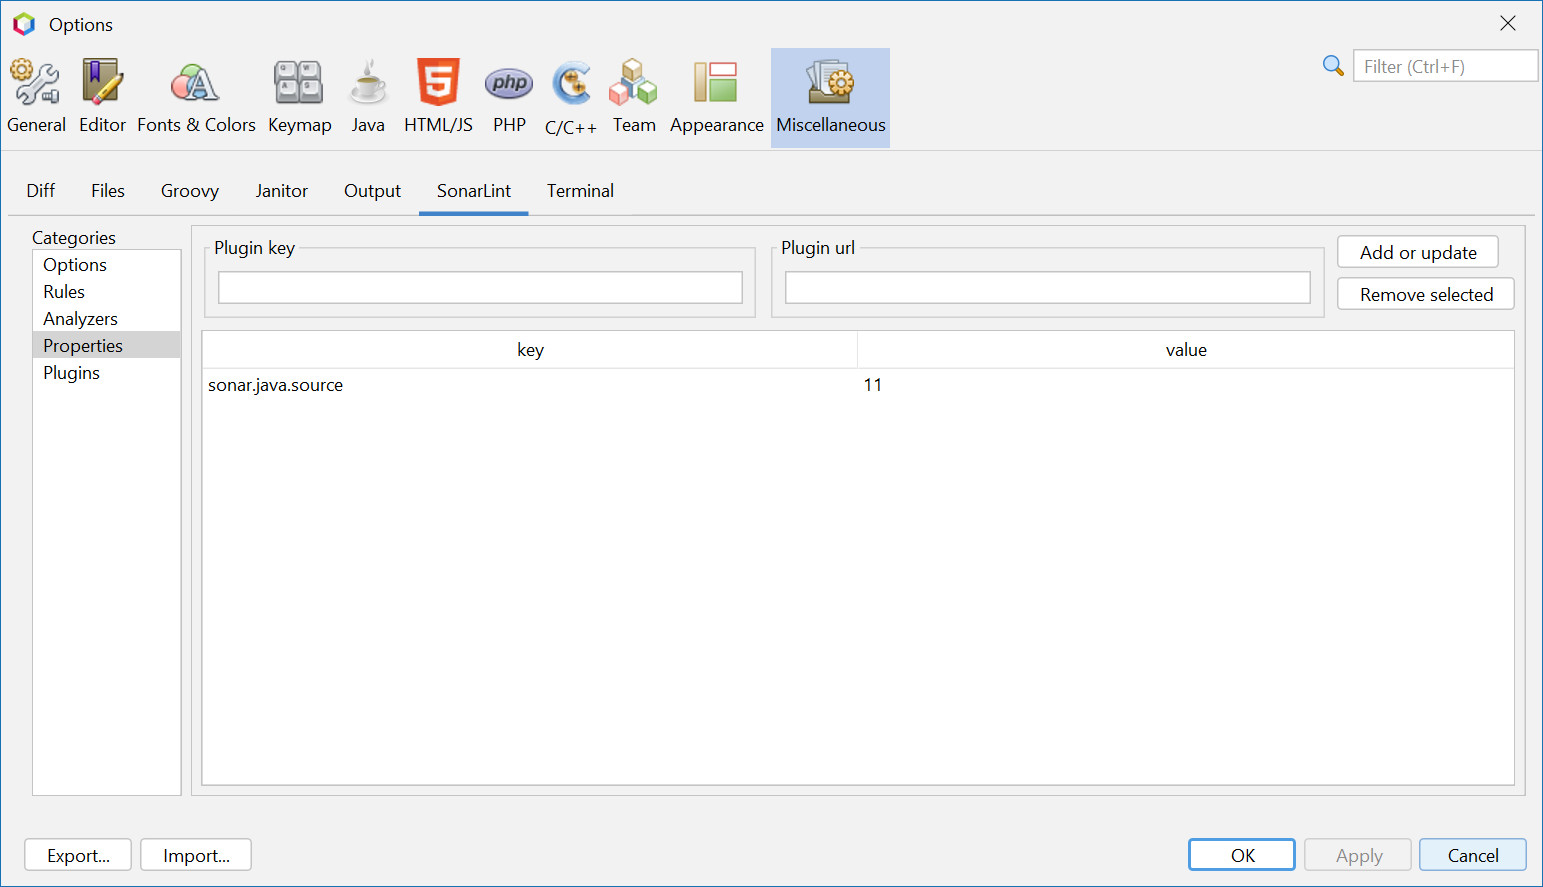 Options
Filter (Ctrl+F)
General Editor Fonts & Colors Keymap Java HTML/JS PHP C/C++ Team Appearance Miscellaneous
Diff Files Groovy Janitor Output SonarLint Terminal
Categories
Options
Rules
Analyzers
Properties
Plugins
Plugin key
Plugin url
Add or update
Remove selected
key value
sonar.java.source 11
Export... Import... OK Apply Cancel